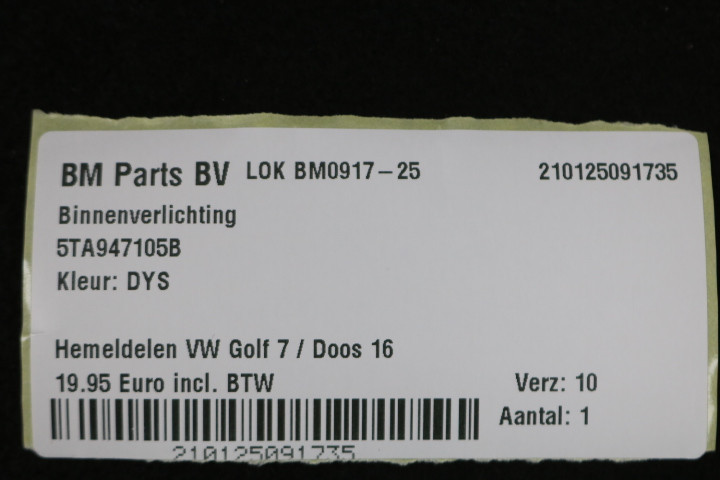 BM Parts BV LOK BM0917-25 210125091735
Binnenverlichting
5TA947105B
Kleur: DYS
Hemeldelen VW Golf 7 / Doos 16
19.95 Euro incl. BTW Verz: 10
Aantal: 1
210125091735